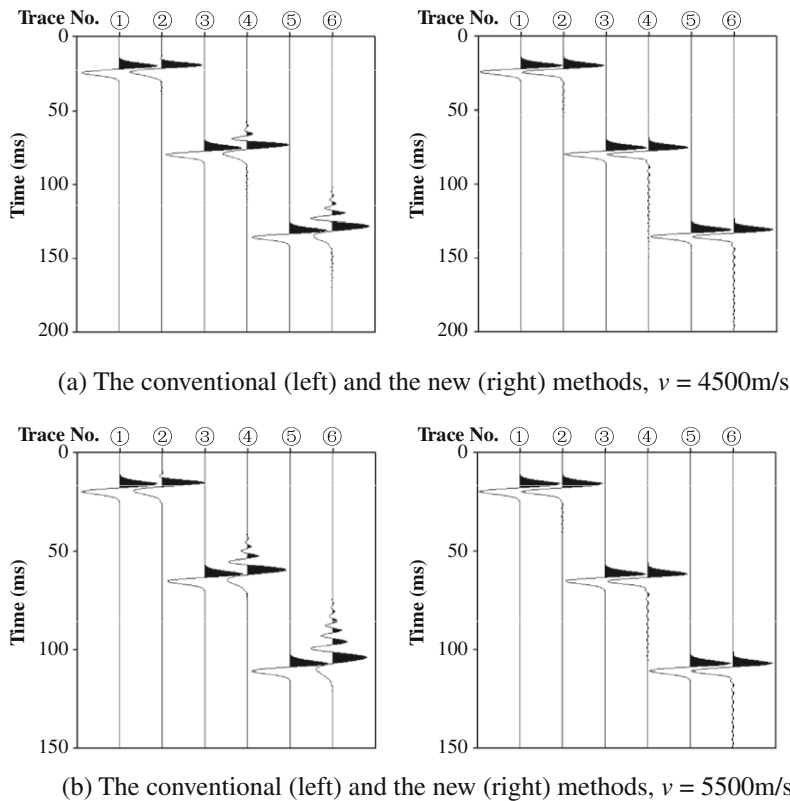 Trace No. ① ② ③ ④ ⑤ ⑥
0
50
100
150
200
Time (ms)
Trace No. ① ② ③ ④ ⑤ ⑥
0
50
100
150
200
Time (ms)
(a) The conventional (left) and the new (right) methods, v = 4500m/s
Trace No. ① ② ③ ④ ⑤ ⑥
0
50
100
150
Time (ms)
Trace No. ① ② ③ ④ ⑤ ⑥
0
50
100
150
Time (ms)
(b) The conventional (left) and the new (right) methods, v = 5500m/s